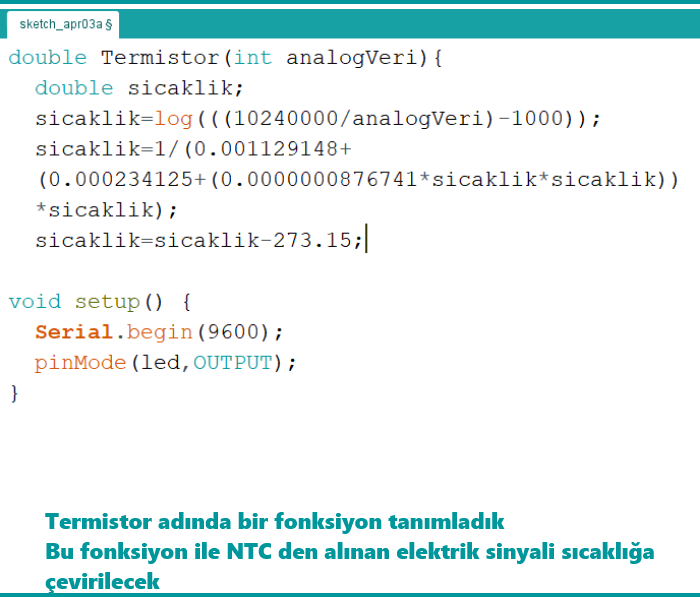 sketch_apr03a §
double Termistor(int analogVeri){
double sicaklik;
sicaklik=log(((10240000/analogVeri)-1000));
sicaklik=1/(0.001129148+
(0.000234125+(0.0000000876741*sicaklik*sicaklik))
*sicaklik);
sicaklik=sicaklik-273.15;
void setup() {
Serial.begin(9600);
pinMode(led,OUTPUT);
}
Termistor adında bir fonksiyon tanımladık
Bu fonksiyon ile NTC den alınan elektrik sinyali sıcaklığa
çevirilecek